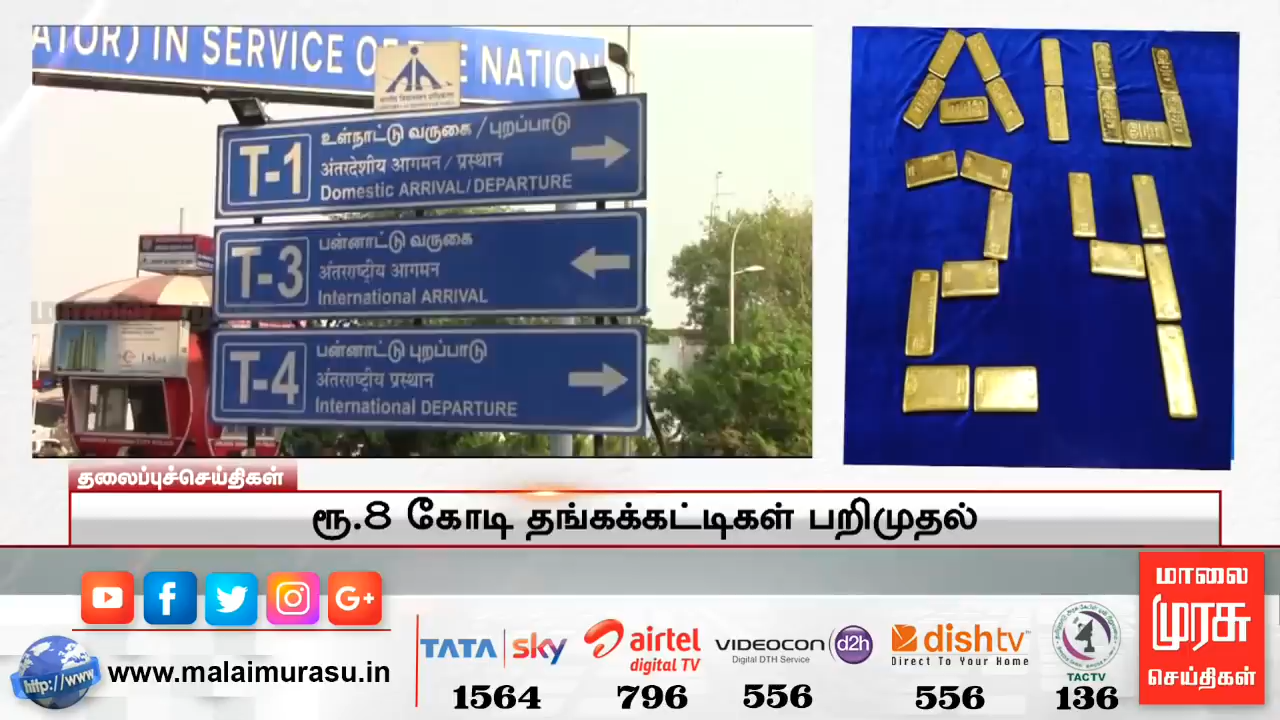 ATOR) IN SERVICE OF THE NATION
T-1
உள்நாட்டு வருகை / புறப்பாடு
अंतरदेशीय आगमन / प्रस्थान
Domestic ARRIVAL/DEPARTURE
T-3
பன்னாட்டு வருகை
अंतरराष्ट्रीय आगमन
International ARRIVAL
T-4
பன்னாட்டு புறப்பாடு
अंतरराष्ट्रीय प्रस्थान
International DEPARTURE
AIU
24
தலைப்புச்செய்திகள்
ரூ.8 கோடி தங்கக்கட்டிகள் பறிமுதல்
G+
http://www
www.malaimurasu.in
TATA sky
1564
airtel
digital TV
796
VIDEOCON d2h
Digital DTH Service
556
dishtv
Direct To Your Home
556
TACTV
136
மாலை
முரசு
செய்திகள்